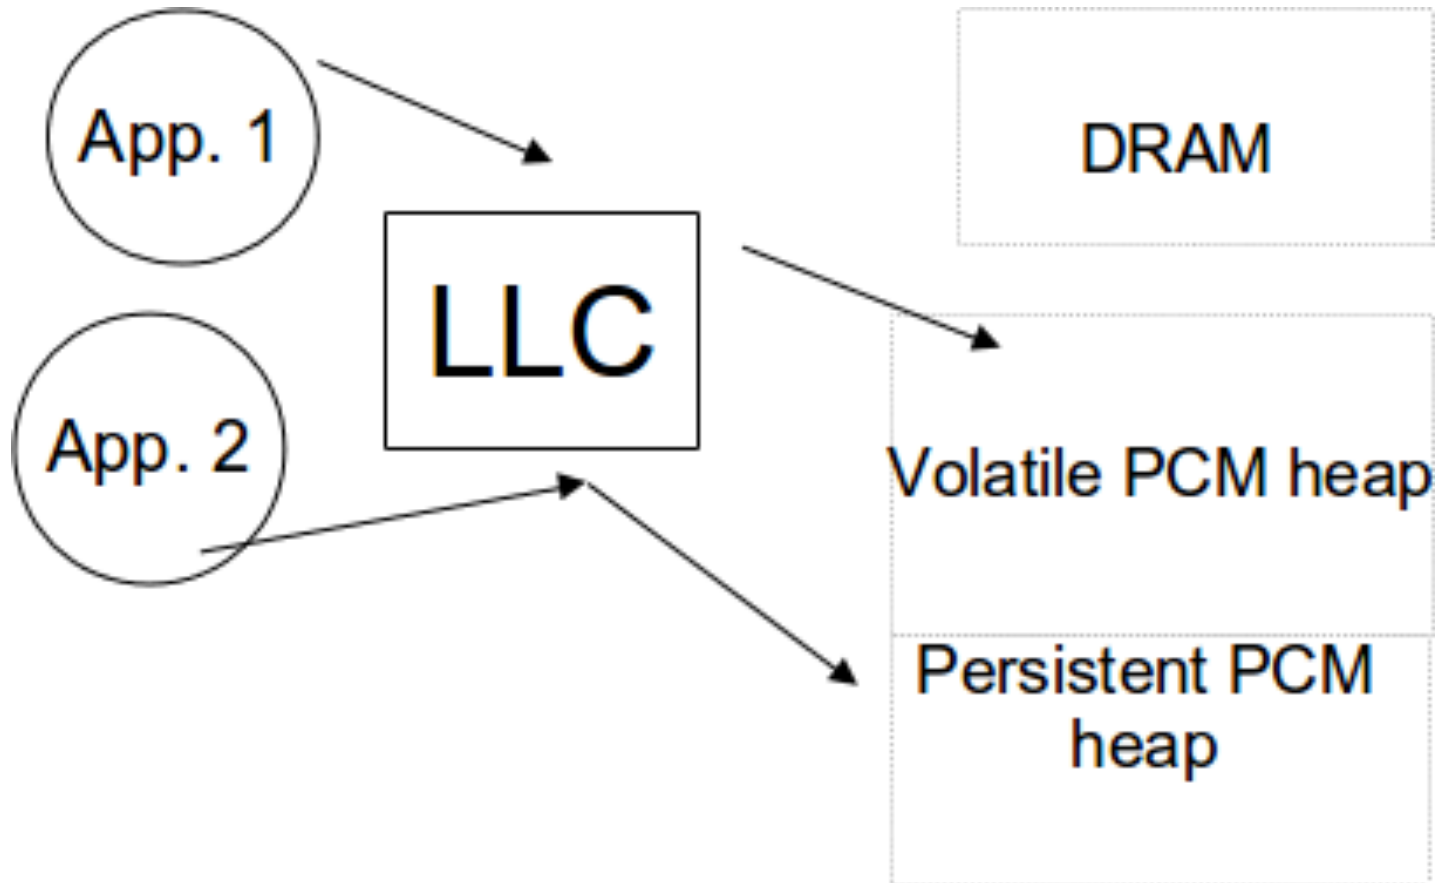 App. 1
DRAM
LLC
App. 2
Volatile PCM heap
Persistent PCM
heap